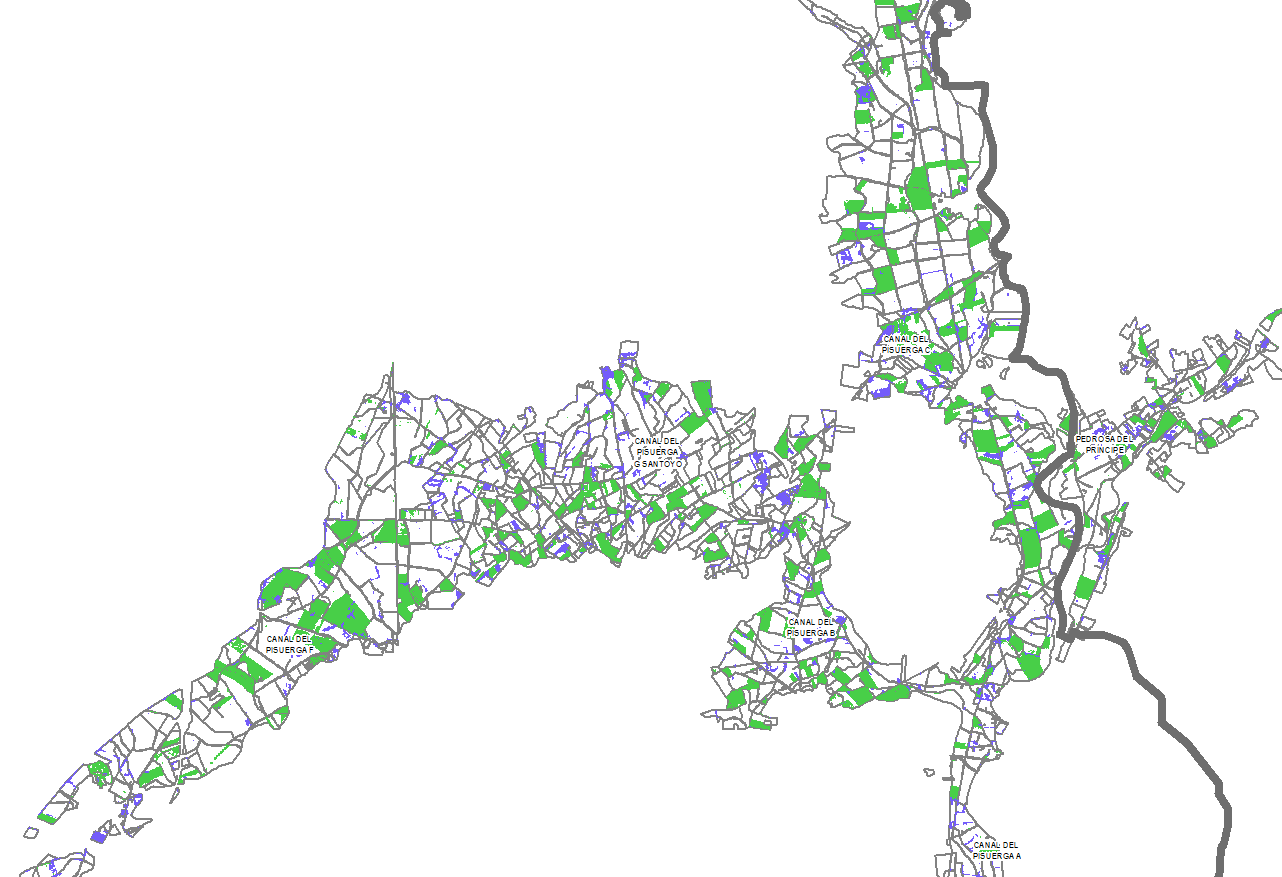 CANAL DEL
PISUERGA C
CANAL DEL
PISUERGA
G SANTOYO
PEDROSA DEL
PRINCIPE
CANAL DEL
PISUERGA B
CANAL DEL
PISUERGA F
CANAL DEL
PISUERGA A